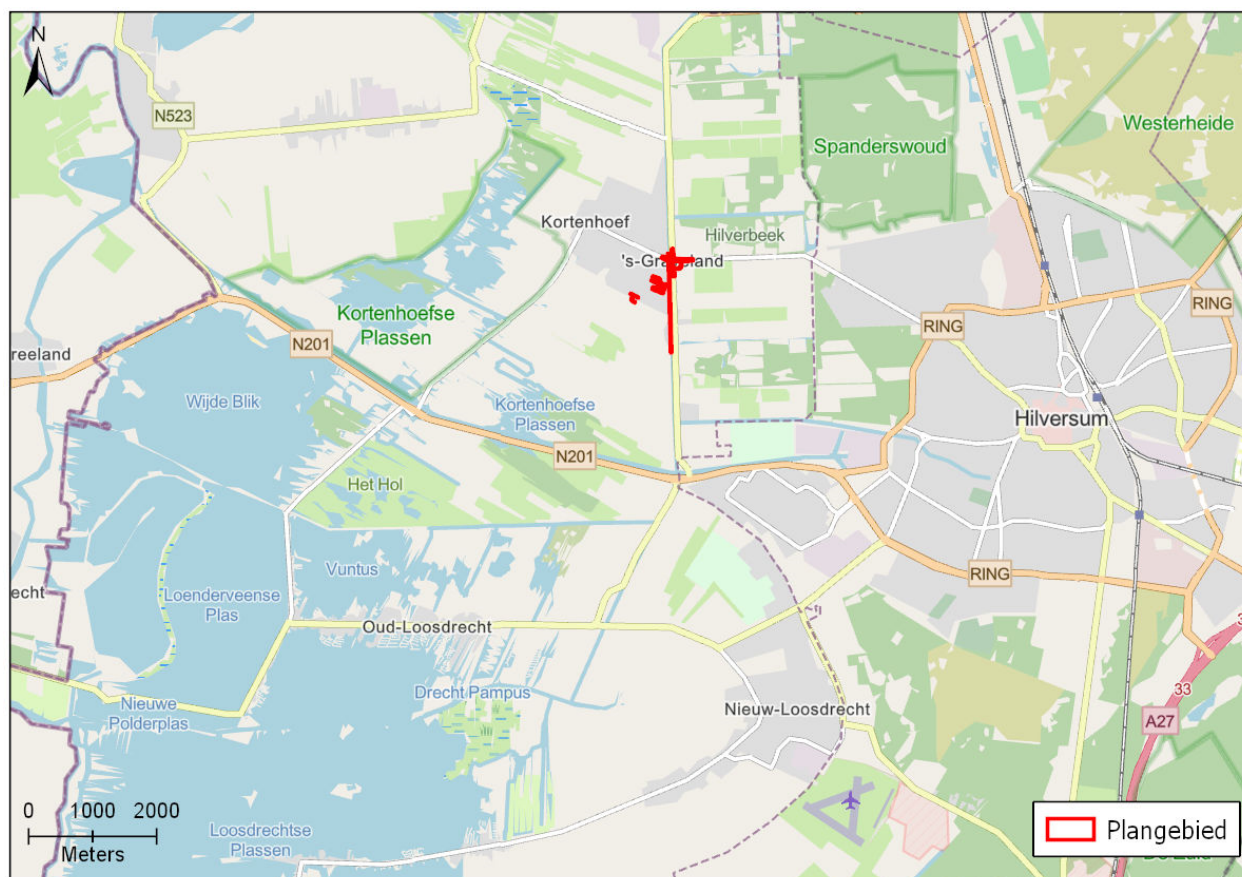 N
N523
Westerheide
Spanderswoud
Kortenhoef
Hilverbeek
's-Graveland
Kortenhoefse
Plassen
RING
RING
N201
reeland
Wijde Blik
Kortenhoefse
Plassen
Hilversum
N201
Het Hol
RING
Vuntus
recht
Loenderveense
Plas
Oud-Loosdrecht
33
Drecht Pampus
Nieuwe
Polderplas
Nieuw-Loosdrecht
A27
0 1000 2000
Meters
Loosdrechtse
Plassen
Plangebied